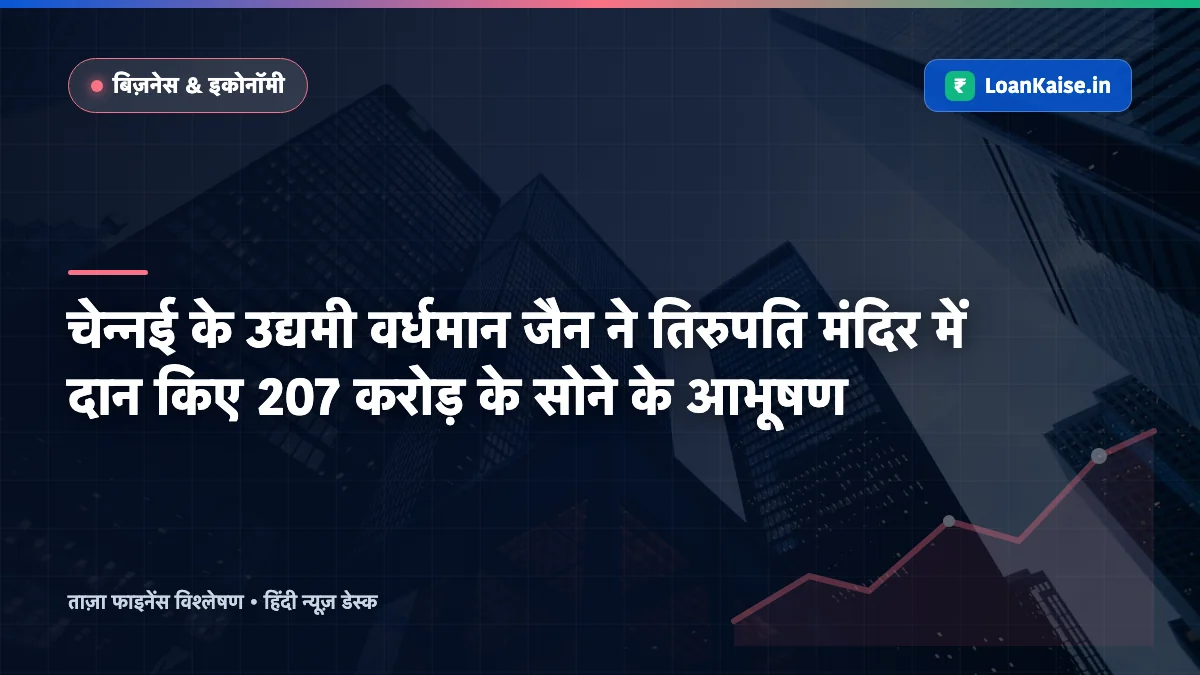 बिज़नेस & इकोनॉमी
₹ LoanKaise.in
चेन्नई के उद्यमी वर्धमान जैन ने तिरुपति मंदिर में
दान किए 207 करोड़ के सोने के आभूषण
ताज़ा फाइनेंस विश्लेषण • हिंदी न्यूज़ डेस्क